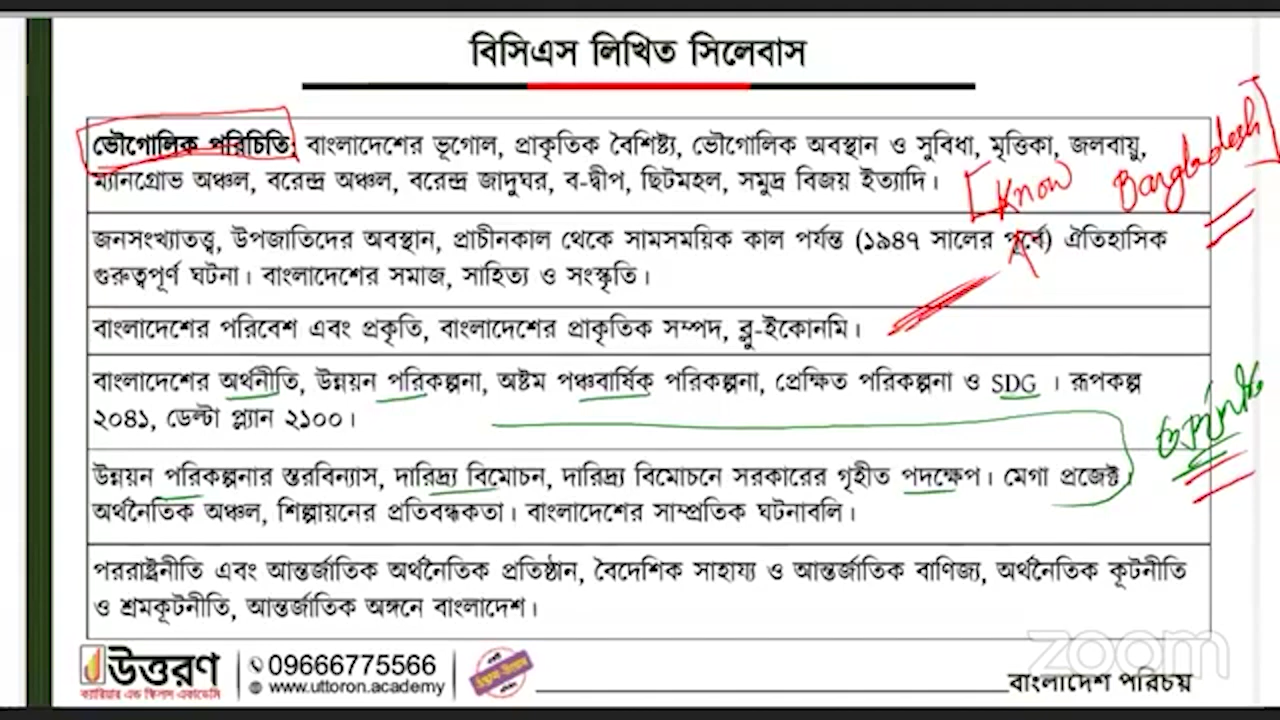 বিসিএস লিখিত সিলেবাস
ভৌগোলিক পরিচিতি: বাংলাদেশের ভূগোল, প্রাকৃতিক বৈশিষ্ট্য, ভৌগোলিক অবস্থান ও সুবিধা, মৃত্তিকা, জলবায়ু,
ম্যানগ্রোভ অঞ্চল, বরেন্দ্র অঞ্চল, বরেন্দ্র জাদুঘর, ব-দ্বীপ, ছিটমহল, সমুদ্র বিজয় ইত্যাদি।
[Know Bangladesh]
জনসংখ্যাতত্ত্ব, উপজাতিদের অবস্থান, প্রাচীনকাল থেকে সামসময়িক কাল পর্যন্ত (১৯৪৭ সালের পূর্বে) ঐতিহাসিক
গুরুত্বপূর্ণ ঘটনা। বাংলাদেশের সমাজ, সাহিত্য ও সংস্কৃতি।
বাংলাদেশের পরিবেশ এবং প্রকৃতি, বাংলাদেশের প্রাকৃতিক সম্পদ, ব্লু-ইকোনমি।
বাংলাদেশের অর্থনীতি, উন্নয়ন পরিকল্পনা, অষ্টম পঞ্চবার্ষিক পরিকল্পনা, প্রেক্ষিত পরিকল্পনা ও SDG । রূপকল্প
২০৪১, ডেল্টা প্ল্যান ২১০০।
উন্নয়ন পরিকল্পনার স্তরবিন্যাস, দারিদ্র্য বিমোচন, দারিদ্র্য বিমোচনে সরকারের গৃহীত পদক্ষেপ। মেগা প্রজেক্ট
অর্থনৈতিক অঞ্চল, শিল্পায়নের প্রতিবন্ধকতা। বাংলাদেশের সাম্প্রতিক ঘটনাবলি।
পররাষ্ট্রনীতি এবং আন্তর্জাতিক অর্থনৈতিক প্রতিষ্ঠান, বৈদেশিক সাহায্য ও আন্তর্জাতিক বাণিজ্য, অর্থনৈতিক কূটনীতি
ও শ্রমকূটনীতি, আন্তর্জাতিক অঙ্গনে বাংলাদেশ।
zoom
উত্তরণ
ক্যারিয়ার এন্ড স্কিলস একাডেমি
09666775566
www.uttoron.academy
বাংলাদেশ পরিচয়